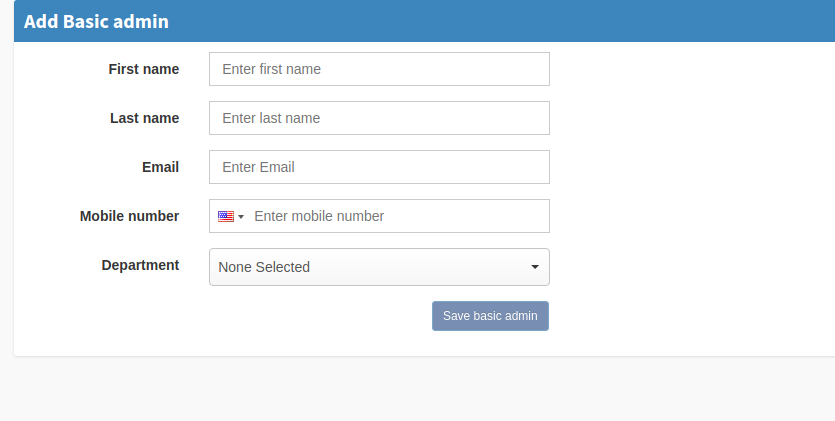 Add Basic admin
First name Enter first name
Last name Enter last name
Email Enter Email
Mobile number Enter mobile number
Department None Selected
Save basic admin